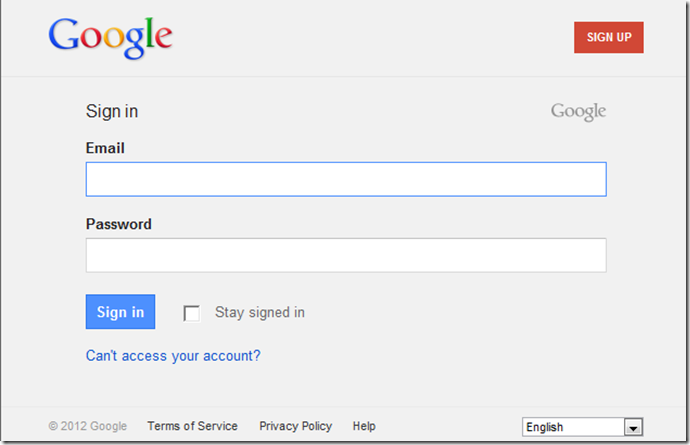 Google
SIGN UP
Sign in
Google
Email
Password
Sign in
Stay signed in
Can't access your account?
© 2012 Google Terms of Service Privacy Policy Help
English